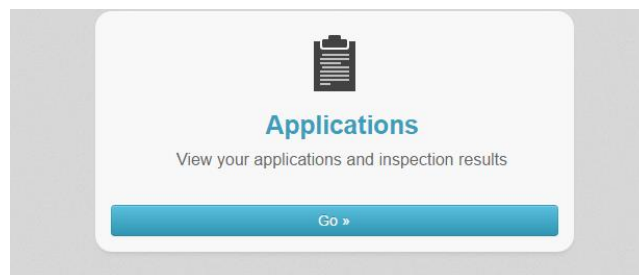 Applications
View your applications and inspection results
Go »